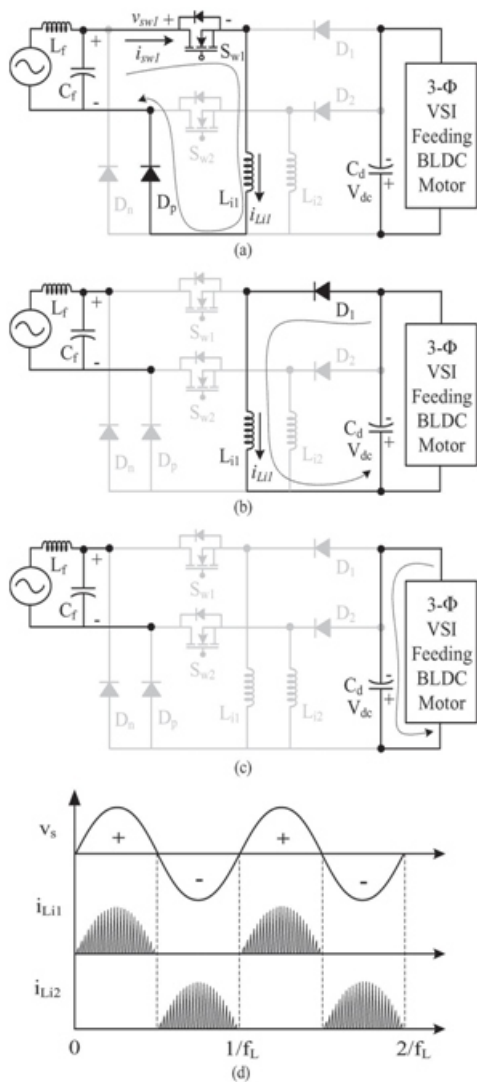 v_sw1 + -
L_f + i_sw1 S_w1 D_1
C_f - D_2
S_w2
D_n D_p L_i1 i_Li1 L_i2 C_d V_dc - +
3-Φ
VSI
Feeding
BLDC
Motor
(a)
L_f + S_w1 D_1
C_f - D_2
S_w2
D_n D_p L_i1 i_Li1 L_i2 C_d V_dc - +
3-Φ
VSI
Feeding
BLDC
Motor
(b)
L_f + S_w1 D_1
C_f - D_2
S_w2
D_n D_p L_i1 L_i2 C_d V_dc - +
3-Φ
VSI
Feeding
BLDC
Motor
(c)
v_s + - + -
i_Li1
i_Li2
0 1/f_L 2/f_L
(d)